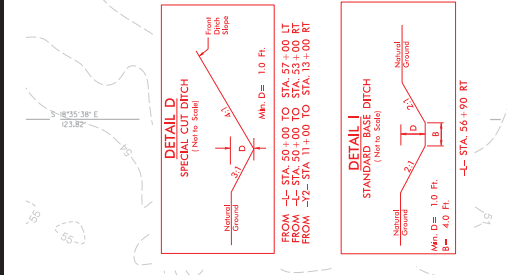 S 18°35'38" E
123.82'
54
55
55
51
DETAIL D
SPECIAL CUT DITCH
( Not to Scale)
Front
Ditch
Slope
Natural
Ground
3:1
D
4:1
Min. D= 1.0 Ft.
FROM -L- STA. 50+00 TO STA. 57+00 LT
FROM -L- STA. 50+00 TO STA. 53+00 RT
FROM -Y2- STA 11+00 TO STA. 13+00 RT
DETAIL I
STANDARD BASE DITCH
( Not to Scale)
Natural
Ground
2:1
D
2:1
Natural
Ground
B
Min. D= 1.0 Ft.
B= 4.0 Ft.
-L- STA. 56+90 RT